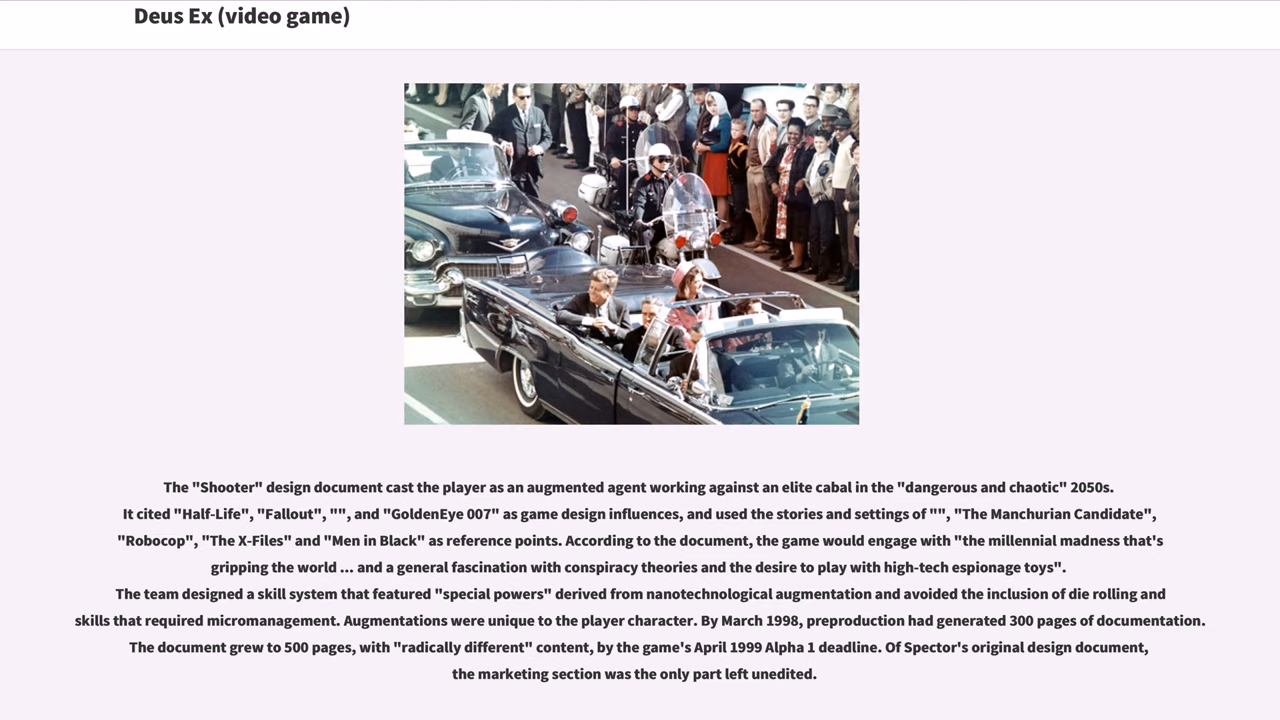 Deus Ex (video game)
The "Shooter" design document cast the player as an augmented agent working against an elite cabal in the "dangerous and chaotic" 2050s.
It cited "Half-Life", "Fallout", "", and "GoldenEye 007" as game design influences, and used the stories and settings of "", "The Manchurian Candidate",
"Robocop", "The X-Files" and "Men in Black" as reference points. According to the document, the game would engage with "the millennial madness that's
gripping the world ... and a general fascination with conspiracy theories and the desire to play with high-tech espionage toys".
The team designed a skill system that featured "special powers" derived from nanotechnological augmentation and avoided the inclusion of die rolling and
skills that required micromanagement. Augmentations were unique to the player character. By March 1998, preproduction had generated 300 pages of documentation.
The document grew to 500 pages, with "radically different" content, by the game's April 1999 Alpha 1 deadline. Of Spector's original design document,
the marketing section was the only part left unedited.